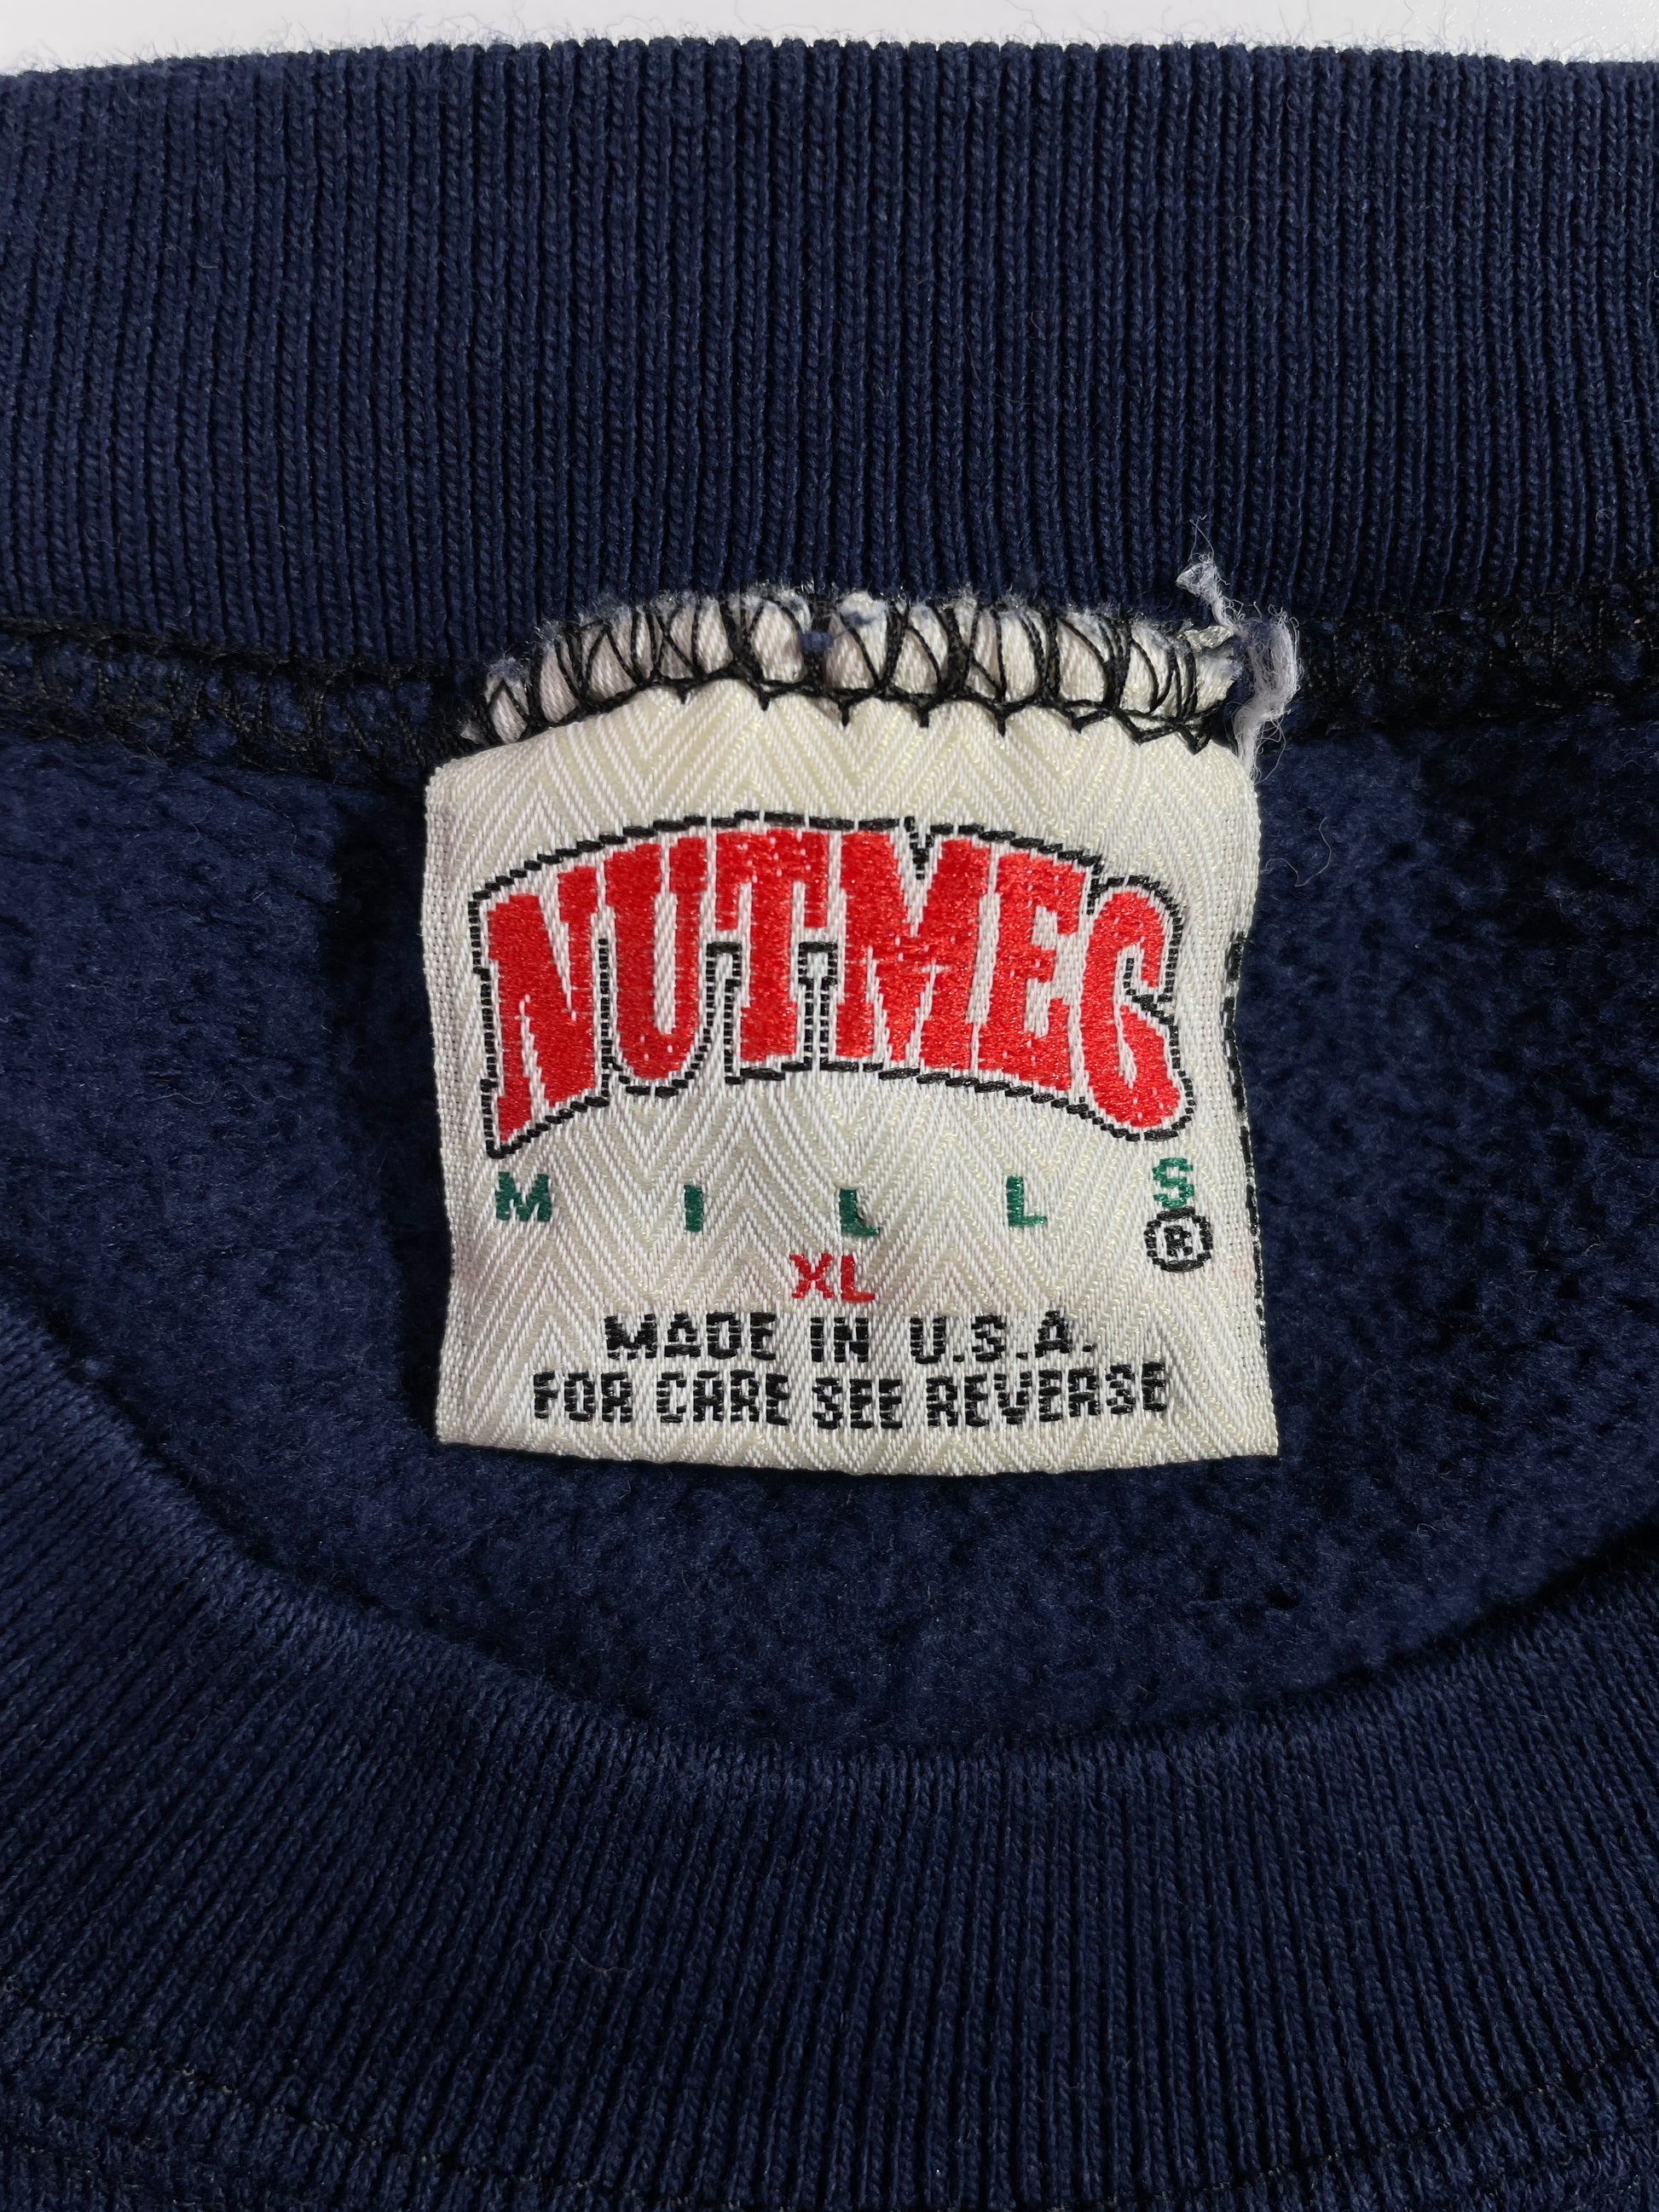 NUTMEG
MILLS
®
XL
MADE IN U.S.A.
FOR CARE SEE REVERSE